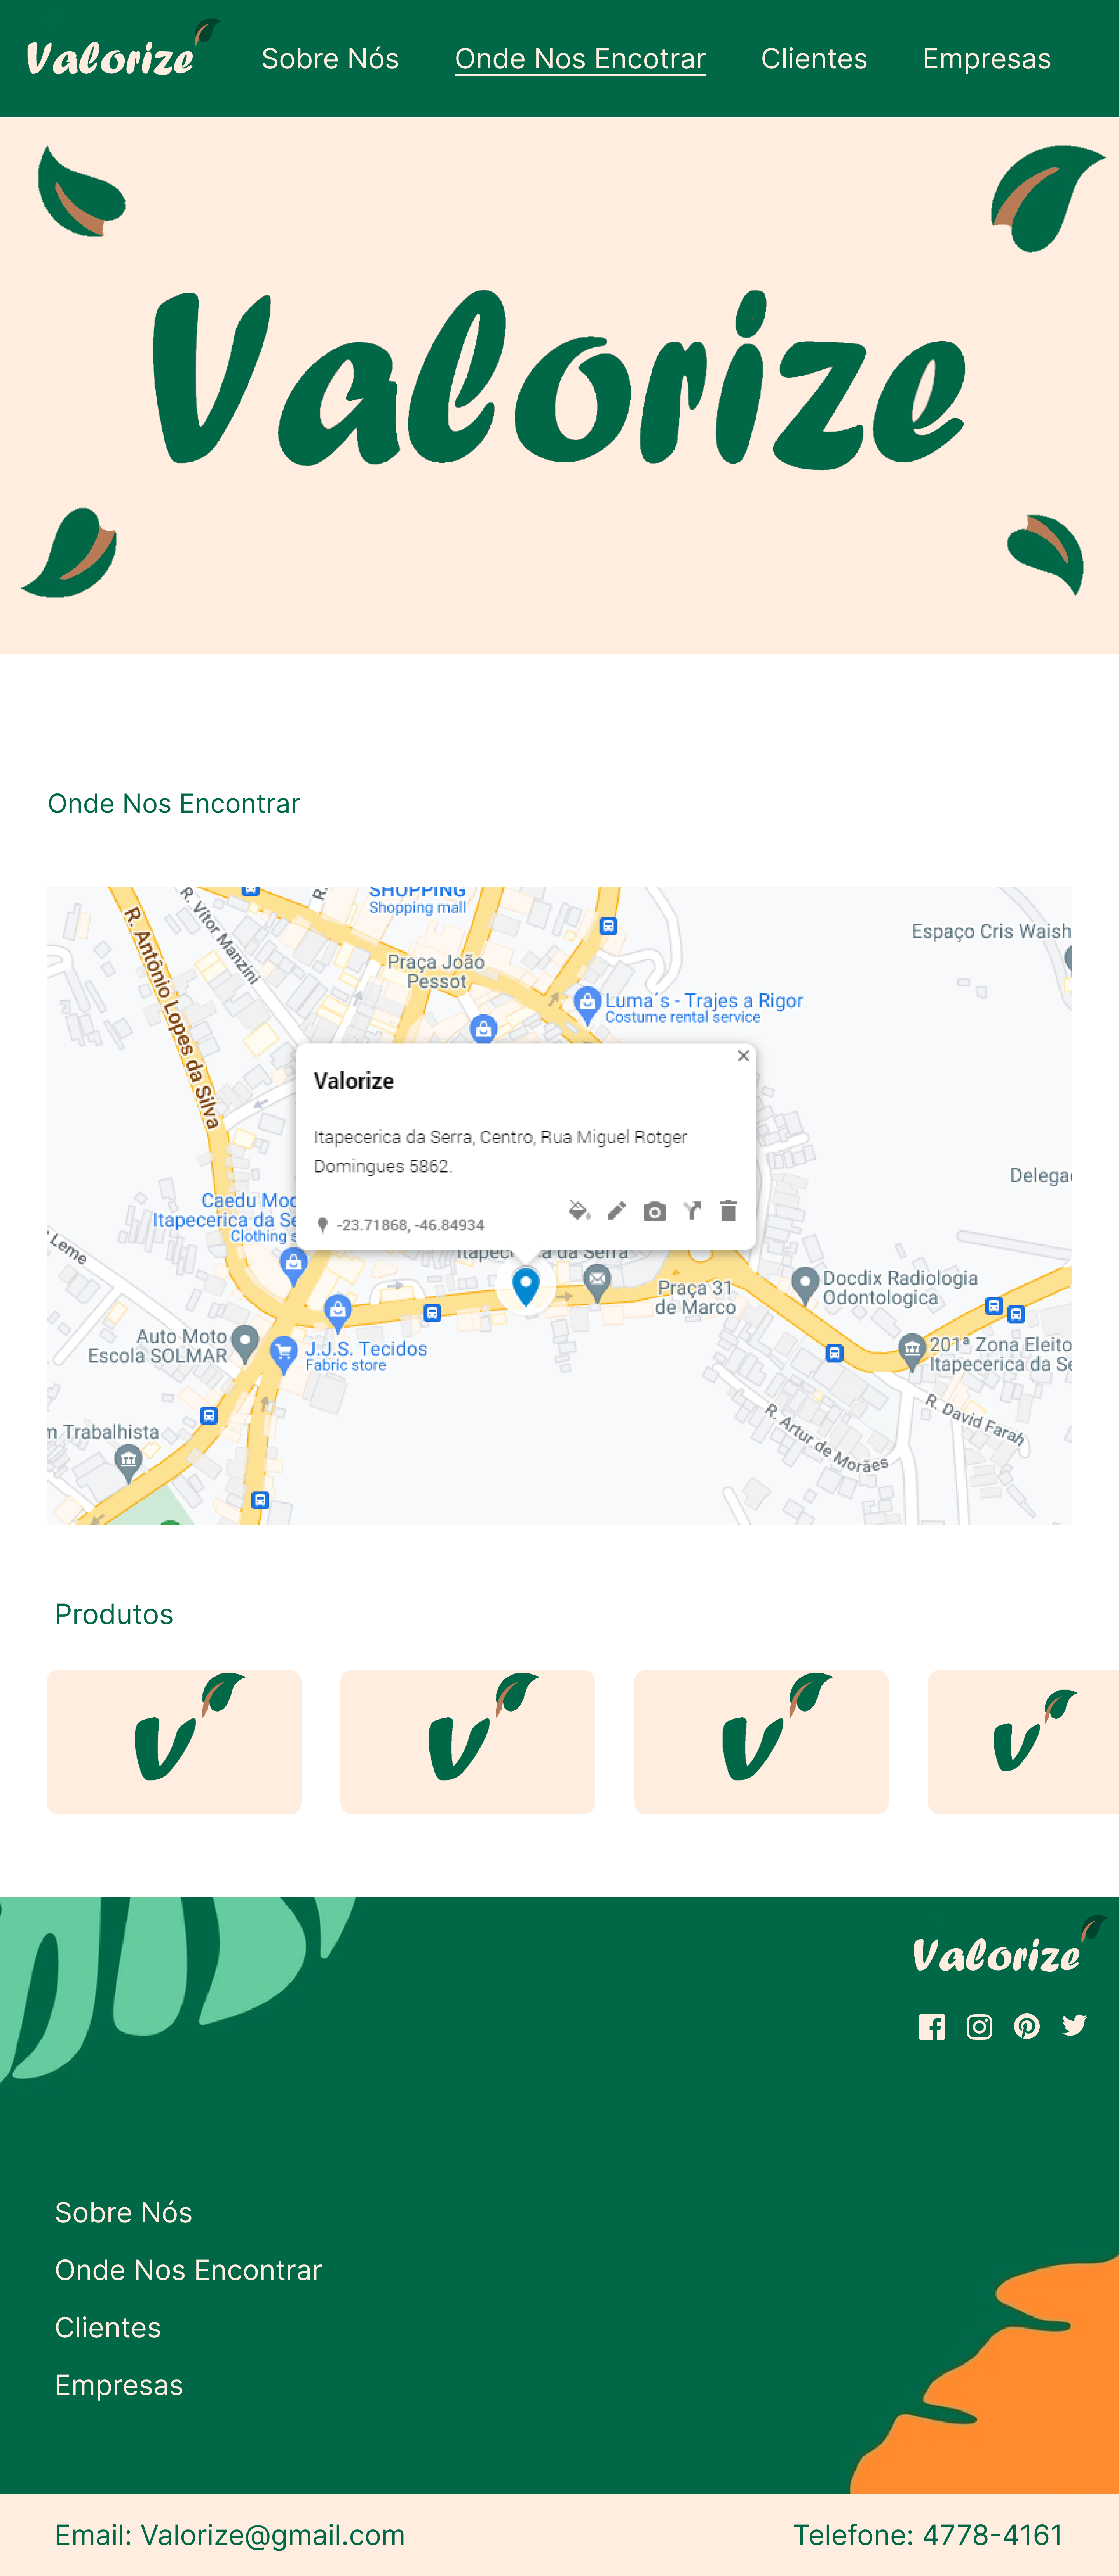 Valorize
Sobre Nós
Onde Nos Encotrar
Clientes
Empresas
Valorize
Onde Nos Encontrar
SHOPPING
Shopping mall
R. Vítor Manzini
R.
R. Antônio Lopes da Silva
Praça João
Pessot
Espaço Cris Waish
Luma´s - Trajes a Rigor
Costume rental service
Valorize
Itapecerica da Serra, Centro, Rua Miguel Rotger
Domingues 5862.
-23.71868, -46.84934
Delega
Caedu Mo
Itapecerica da Se
Clothing s
Leme
Itapec a da Serra
Praça 31
de Marco
Docdix Radiologia
Odontologica
Auto Moto
Escola SOLMAR
J.J.S. Tecidos
Fabric store
201ª Zona Eleito
Itapecerica da Se
R. David Farah
R. Artur de Morães
m Trabalhista
Produtos
V
V
V
V
Valorize
Sobre Nós
Onde Nos Encontrar
Clientes
Empresas
Email: Valorize@gmail.com
Telefone: 4778-4161